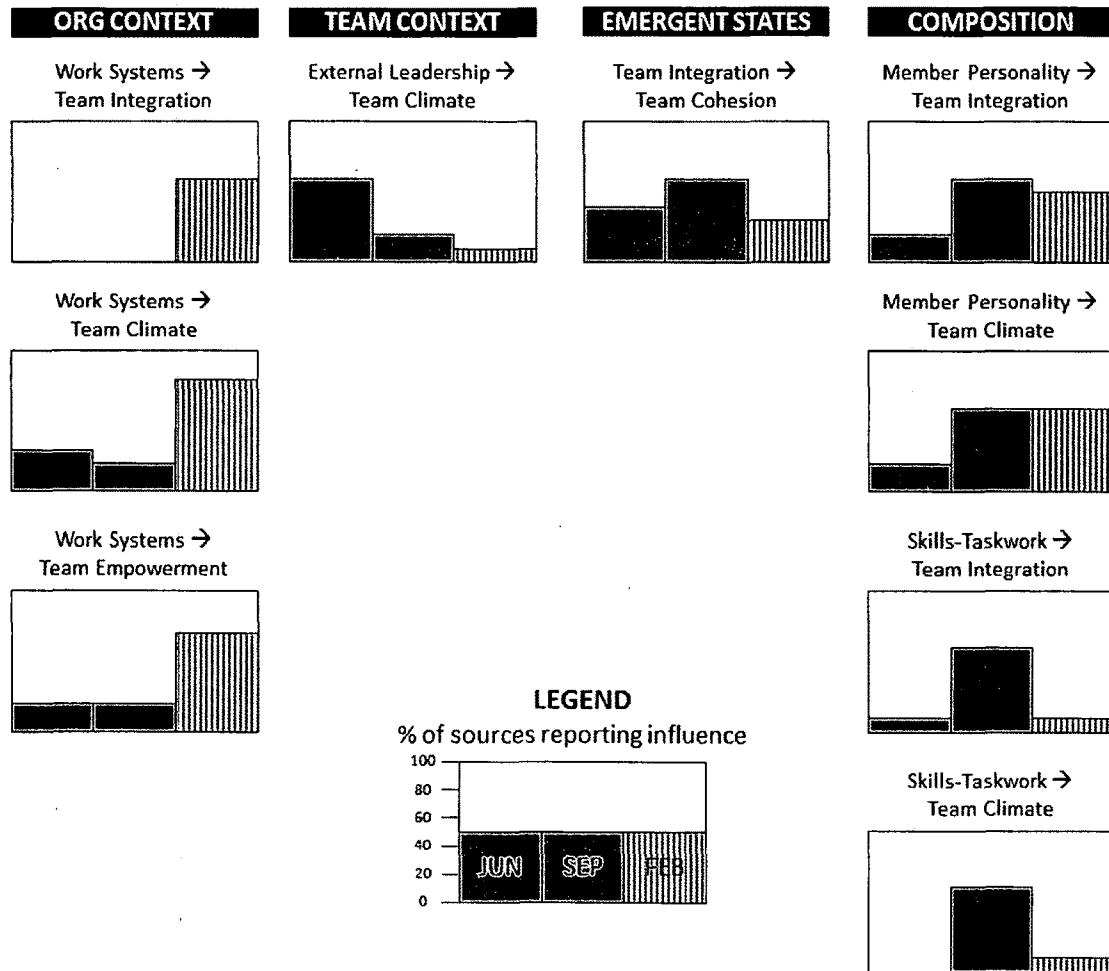 ORG CONTEXT
Work Systems →
Team Integration
Work Systems →
Team Climate
Work Systems →
Team Empowerment
TEAM CONTEXT
External Leadership →
Team Climate
EMERGENT STATES
Team Integration →
Team Cohesion
COMPOSITION
Member Personality →
Team Integration
Member Personality →
Team Climate
Skills-Taskwork →
Team Integration
Skills-Taskwork →
Team Climate
LEGEND
% of sources reporting influence
100
80
60
40
20
0
JUN SEP FEB